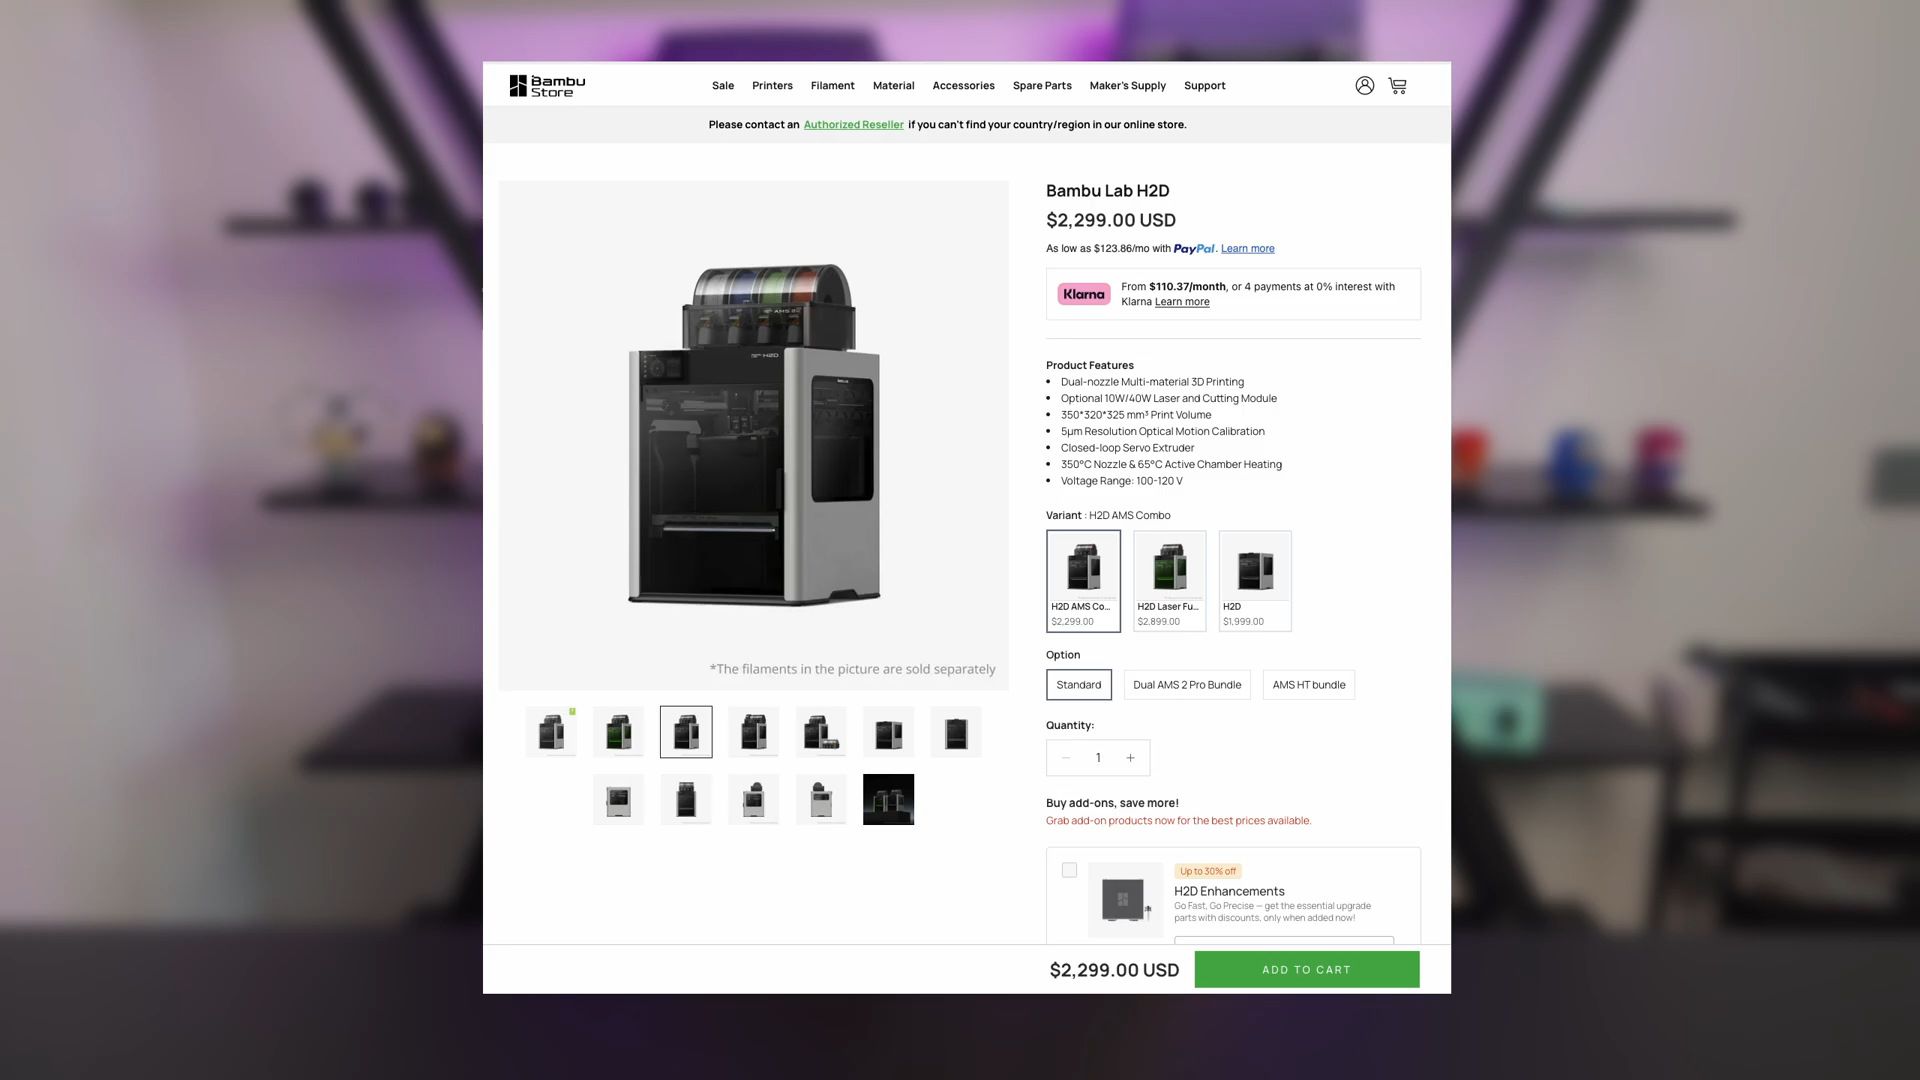 Bambu
Store
Sale
Printers
Filament
Material
Accessories
Spare Parts
Maker's Supply
Support
Please contact an Authorized Reseller if you can't find your country/region in our online store.
AMS 2
H2D
*The filaments in the picture are sold separately
Bambu Lab H2D
$2,299.00 USD
As low as $123.86/mo with PayPal. Learn more
Klarna
From $110.37/month, or 4 payments at 0% interest with
Klarna Learn more
Product Features
• Dual-nozzle Multi-material 3D Printing
• Optional 10W/40W Laser and Cutting Module
• 350*320*325 mm³ Print Volume
• 5μm Resolution Optical Motion Calibration
• Closed-loop Servo Extruder
• 350°C Nozzle & 65°C Active Chamber Heating
• Voltage Range: 100-120 V
Variant : H2D AMS Combo
H2D AMS Co...
$2,299.00
H2D Laser Fu...
$2,899.00
H2D
$1,999.00
Option
Standard
Dual AMS 2 Pro Bundle
AMS HT bundle
Quantity:
− 1 +
Buy add-ons, save more!
Grab add-on products now for the best prices available.
Up to 30% off
H2D Enhancements
Go Fast, Go Precise — get the essential upgrade
parts with discounts, only when added now!
$2,299.00 USD
ADD TO CART